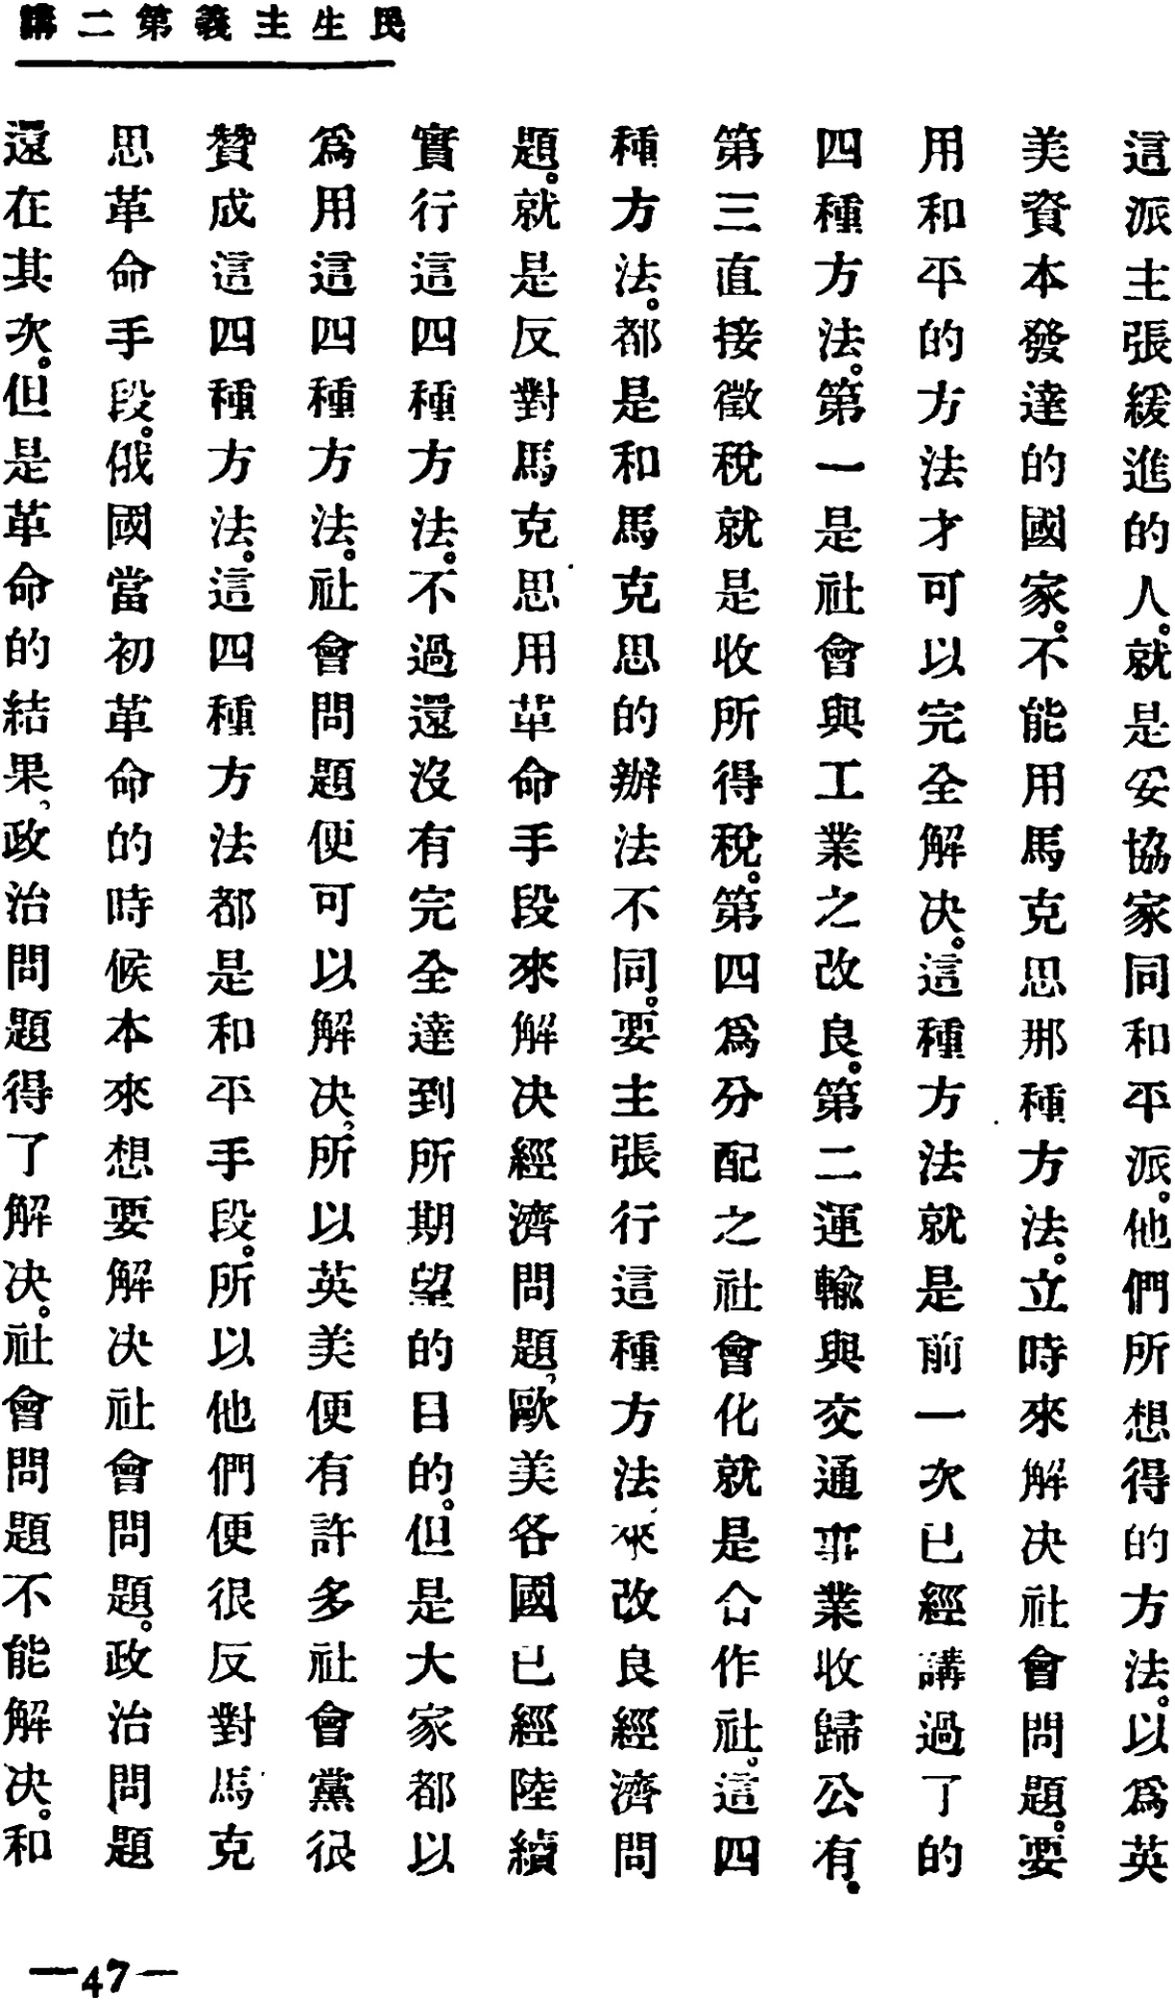 民生主義第二講
這派主張緩進的人。就是妥協家同和平派。他們所想得的方法。以爲英
美資本發達的國家。不能用馬克思那種方法。立時來解决社會問題。要
用和平的方法才可以完全解决。這種方法就是前一次已經講過了的
四種方法。第一是社會與工業之改良。第二運輸與交通事業收歸公有。
第三直接徵稅就是收所得稅。第四爲分配之社會化就是合作社。這四
種方法。都是和馬克思的辦法不同。要主張行這種方法、來改良經濟問
題。就是反對馬克思用革命手段來解决經濟問題、歐美各國已經陸續
實行這四種方法。不過還沒有完全達到所期望的目的。但是大家都以
爲用這四種方法。社會問題便可以解决、所以英美便有許多社會黨很
贊成這四種方法。這四種方法都是和平手段。所以他們便很反對馬克
思革命手段。俄國當初革命的時候本來想要解决社會問題。政治問題
還在其次。但是革命的結果、政治問題得了解决。社會問題不能解决。和
—47—